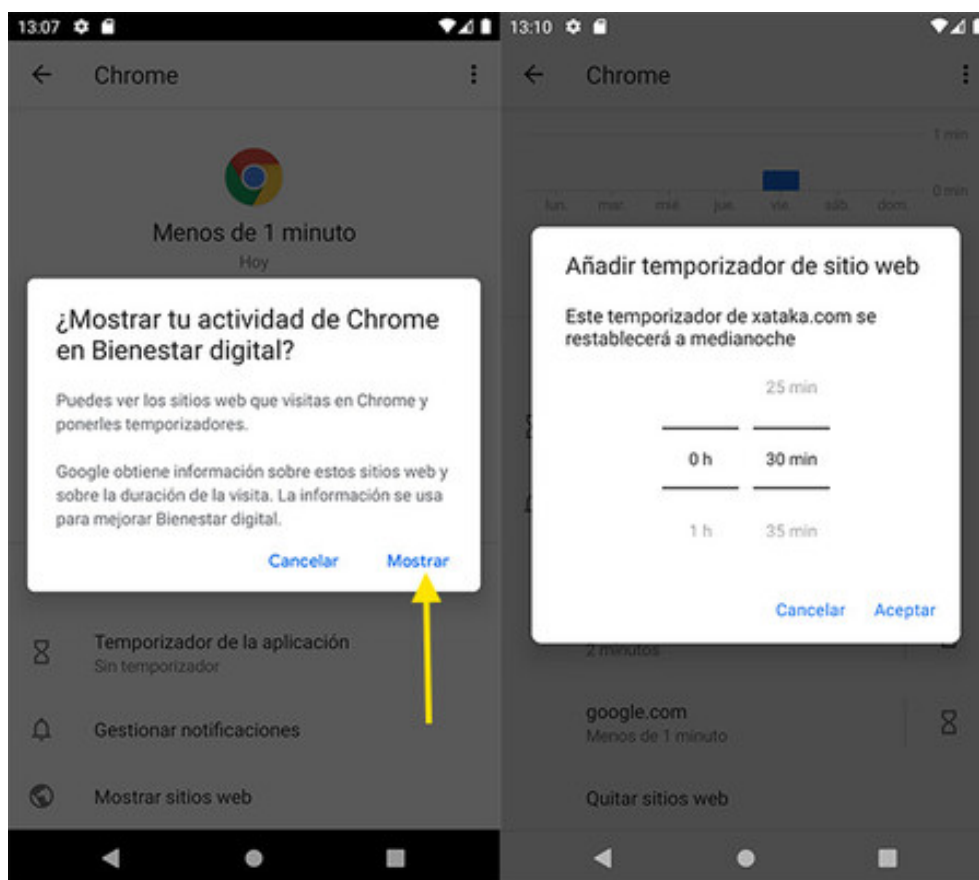 13:07
Chrome
Menos de 1 minuto
Hoy
¿Mostrar tu actividad de Chrome
en Bienestar digital?
Puedes ver los sitios web que visitas en Chrome y
ponerles temporizadores.
Google obtiene información sobre estos sitios web y
sobre la duración de la visita. La información se usa
para mejorar Bienestar digital.
Cancelar Mostrar
Temporizador de la aplicación
Sin temporizador
Gestionar notificaciones
Mostrar sitios web
13:10
Chrome
1 min
0 min
lun. mar. mié. jue. vie. sáb. dom.
Añadir temporizador de sitio web
Este temporizador de xataka.com se
restablecerá a medianoche
25 min
0 h 30 min
1 h 35 min
Cancelar Aceptar
2 minutos
google.com
Menos de 1 minuto
Quitar sitios web